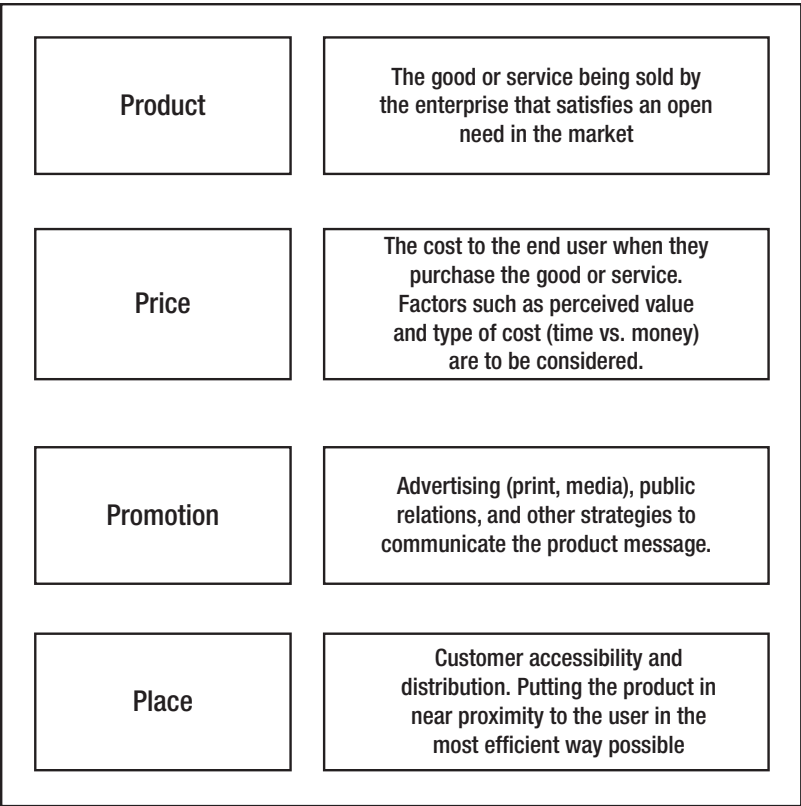 Product
The good or service being sold by
the enterprise that satisfies an open
need in the market
Price
The cost to the end user when they
purchase the good or service.
Factors such as perceived value
and type of cost (time vs. money)
are to be considered.
Promotion
Advertising (print, media), public
relations, and other strategies to
communicate the product message.
Place
Customer accessibility and
distribution. Putting the product in
near proximity to the user in the
most efficient way possible